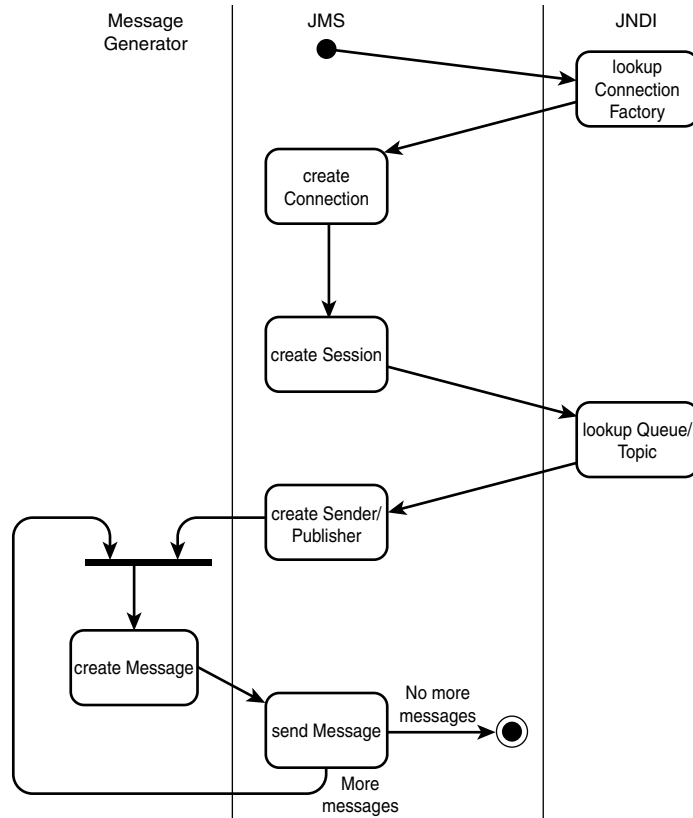 Message
Generator
JMS
JNDI
lookup
Connection
Factory
create
Connection
create Session
lookup Queue/
Topic
create Sender/
Publisher
create Message
send Message
No more
messages
More
messages